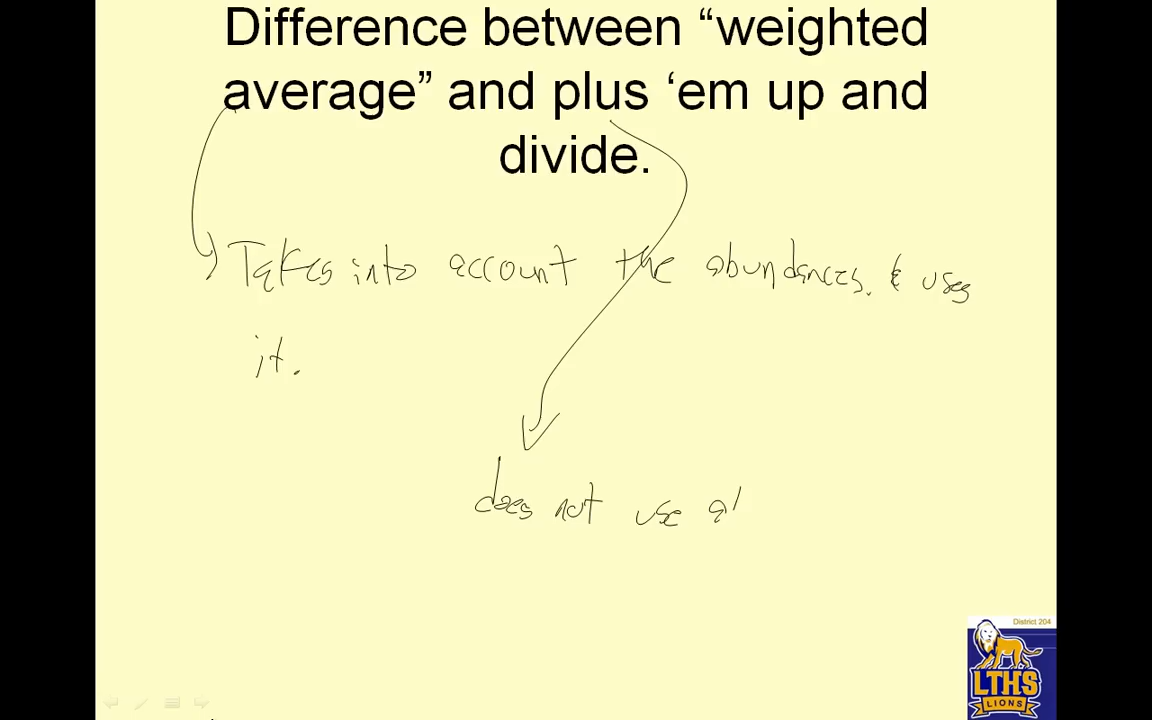 Difference between “weighted
average” and plus ‘em up and
divide.
Takes into account the abundances. & uses
it.
does not use
District 204
LTHS
LIONS